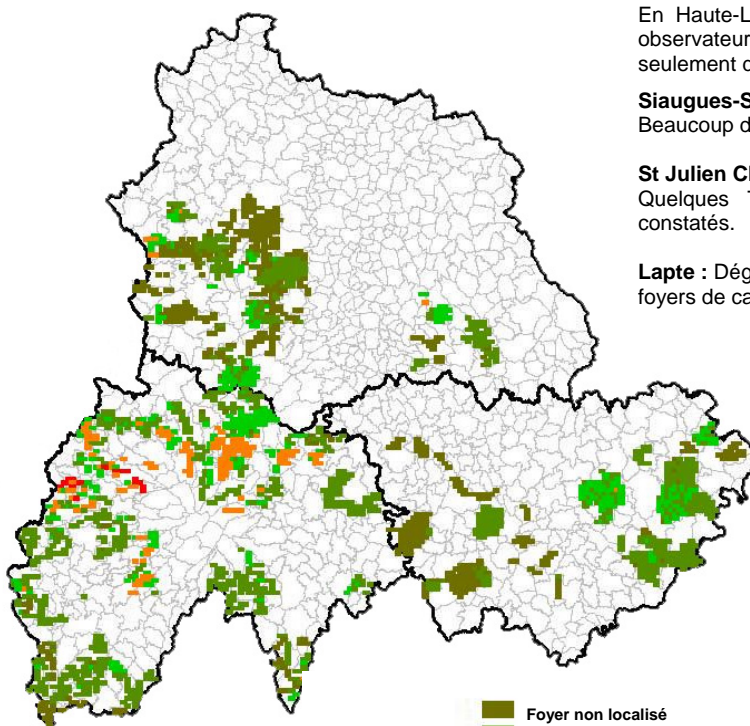 En Haute-L
observateur
seulement d
Siaugues-S
Beaucoup d
St Julien C
Quelques
constatés.
Lapte : Dég
foyers de ca
Foyer non localisé